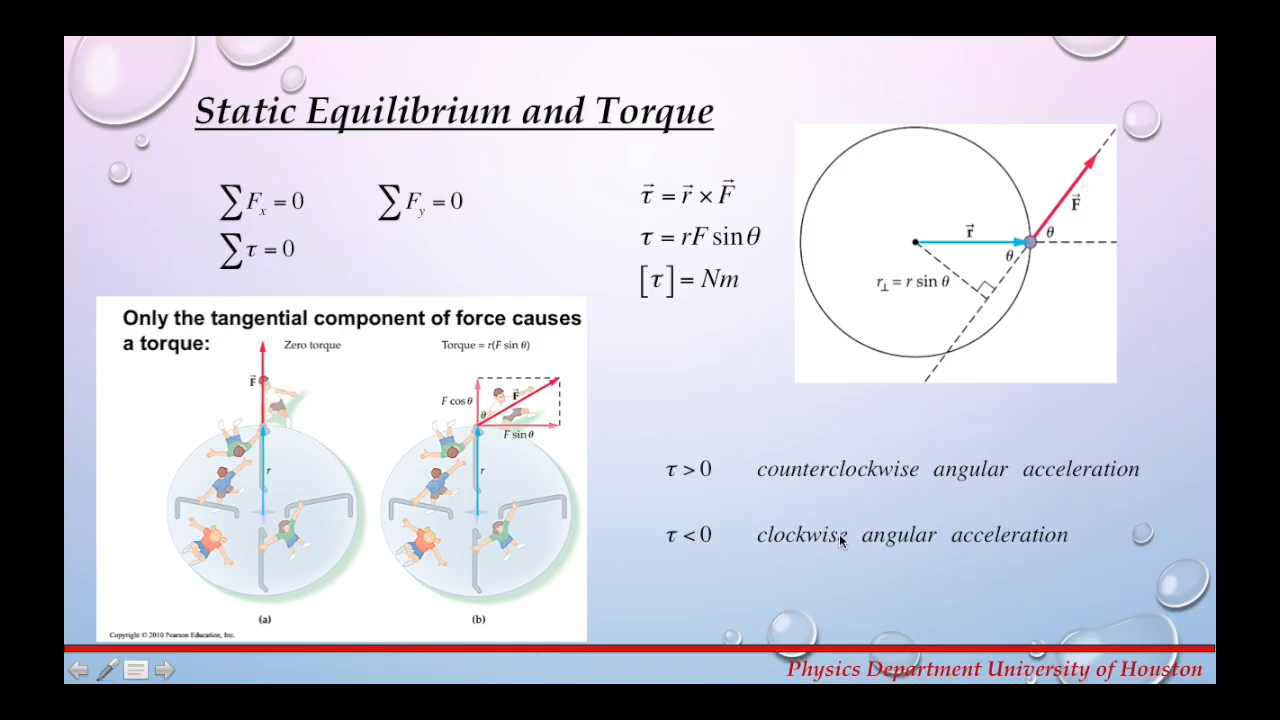 Static Equilibrium and Torque
∑Fₓ = 0 ∑Fᵧ = 0
∑τ = 0
τ⃗ = r⃗ × F⃗
τ = rF sinθ
[τ] = Nm
r⃗
F⃗
θ
θ
r⊥ = r sin θ
Only the tangential component of force causes
a torque:
Zero torque
Torque = r(F sin θ)
F⃗
r
F cos θ
F⃗
θ
F sin θ
r
(a)
(b)
Copyright © 2010 Pearson Education, Inc.
τ > 0 counterclockwise angular acceleration
τ < 0 clockwise angular acceleration
Physics Department University of Houston